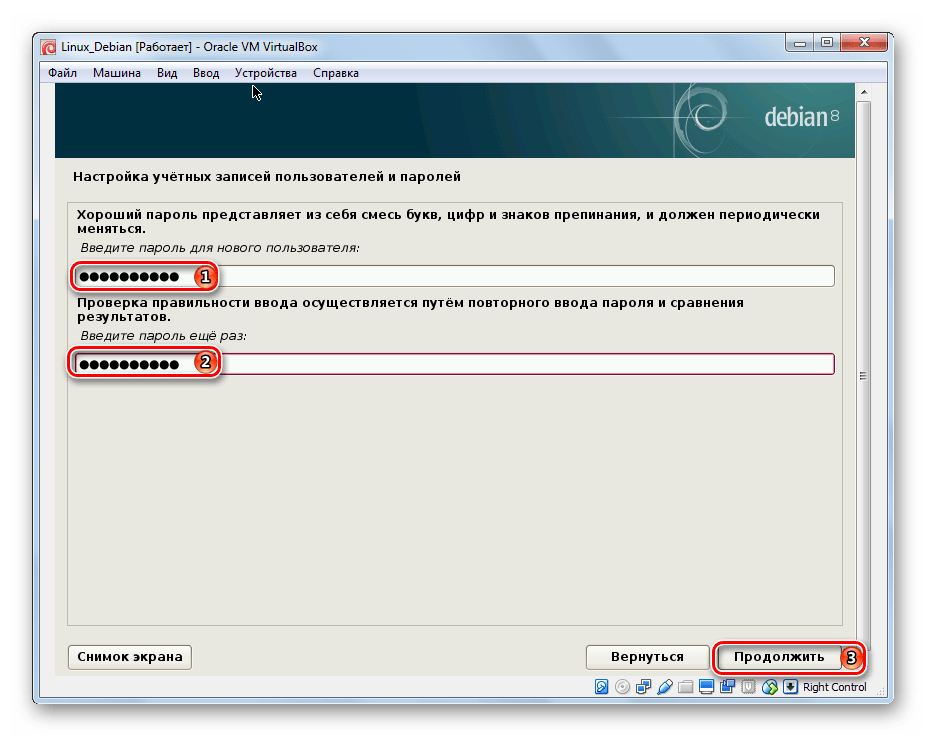 Linux_Debian [Работает] - Oracle VM VirtualBox
Файл Машина Вид Ввод Устройства Справка
debian 8
Настройка учётных записей пользователей и паролей
Хороший пароль представляет из себя смесь букв, цифр и знаков препинания, и должен периодически
меняться.
Введите пароль для нового пользователя:
●●●●●●●●●● 1
Проверка правильности ввода осуществляется путём повторного ввода пароля и сравнения
результатов.
Введите пароль ещё раз:
●●●●●●●●●● 2
Снимок экрана Вернуться Продолжить 3
Right Control